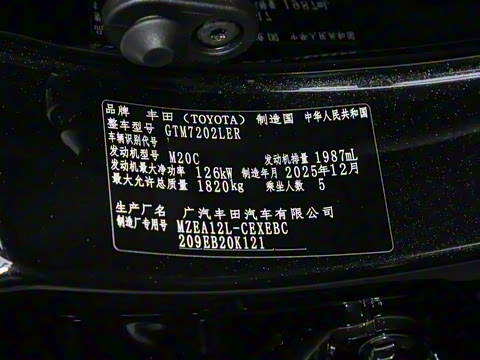 品牌 丰田 (TOYOTA) 制造国 中华人民共和国
整车型号 GTM7202LER
车辆识别代号
发动机型号 M20C 发动机排量 1987mL
发动机最大净功率 126kW 制造年月 2025年12月
最大允许总质量 1820kg 乘坐人数 5
生产厂名 广汽丰田汽车有限公司
制造厂专用号 MZEA12L-CEXEBC
209EB20K121